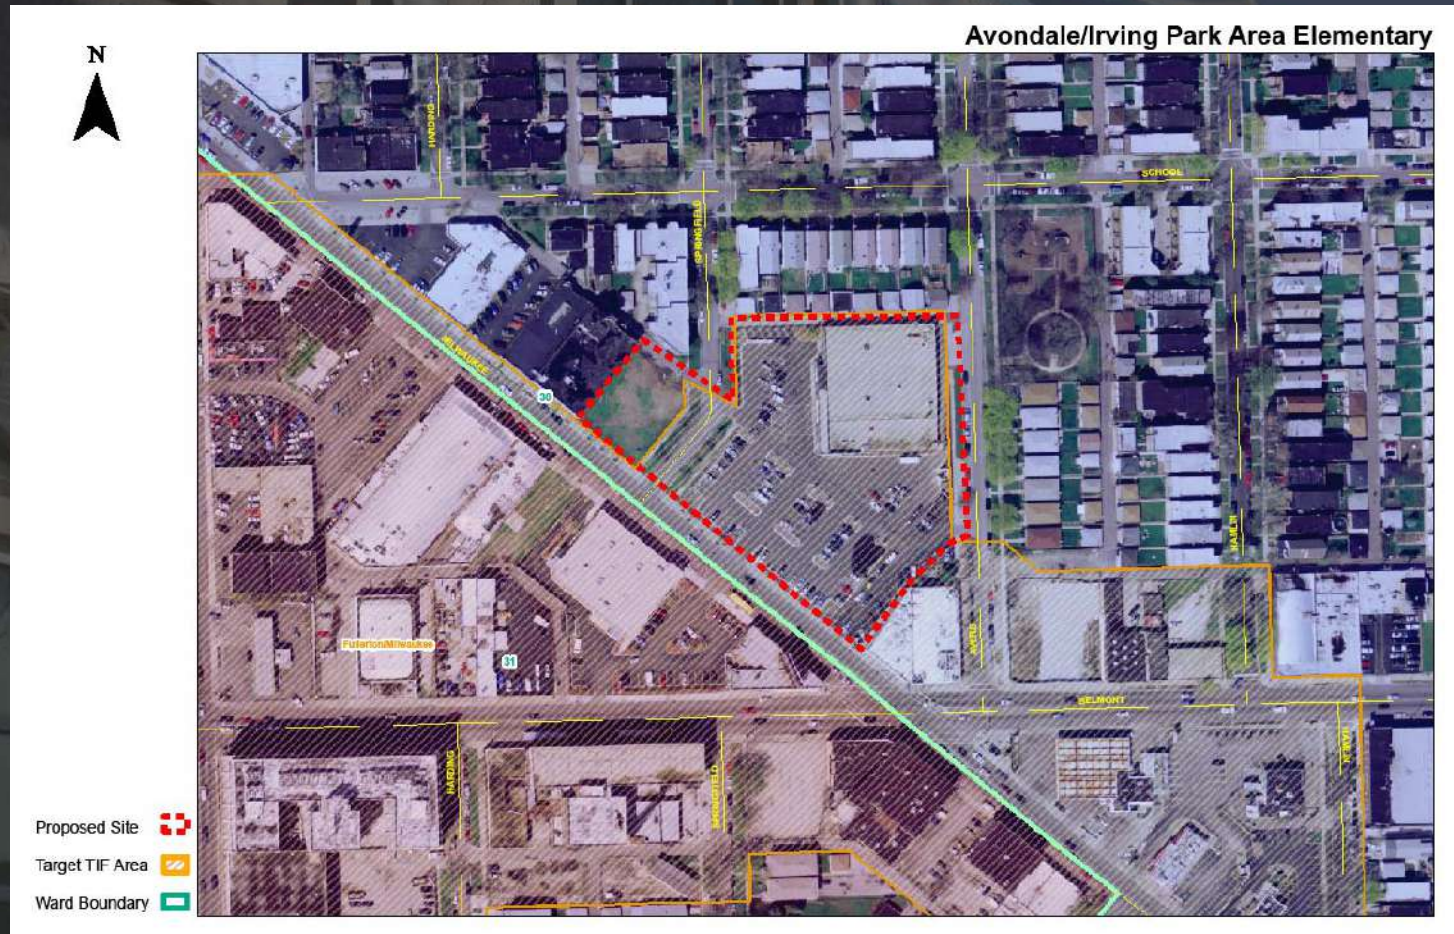 Avondale/Irving Park Area Elementary
N
HARDING
SCHOOL
SPRINGFIELD
MILWAUKEE
30
HAMLIN
Fullerton/Milwaukee
31
AVERS
BELMONT
HARDING
SPRINGFIELD
HAMLIN
Proposed Site
Target TIF Area
Ward Boundary